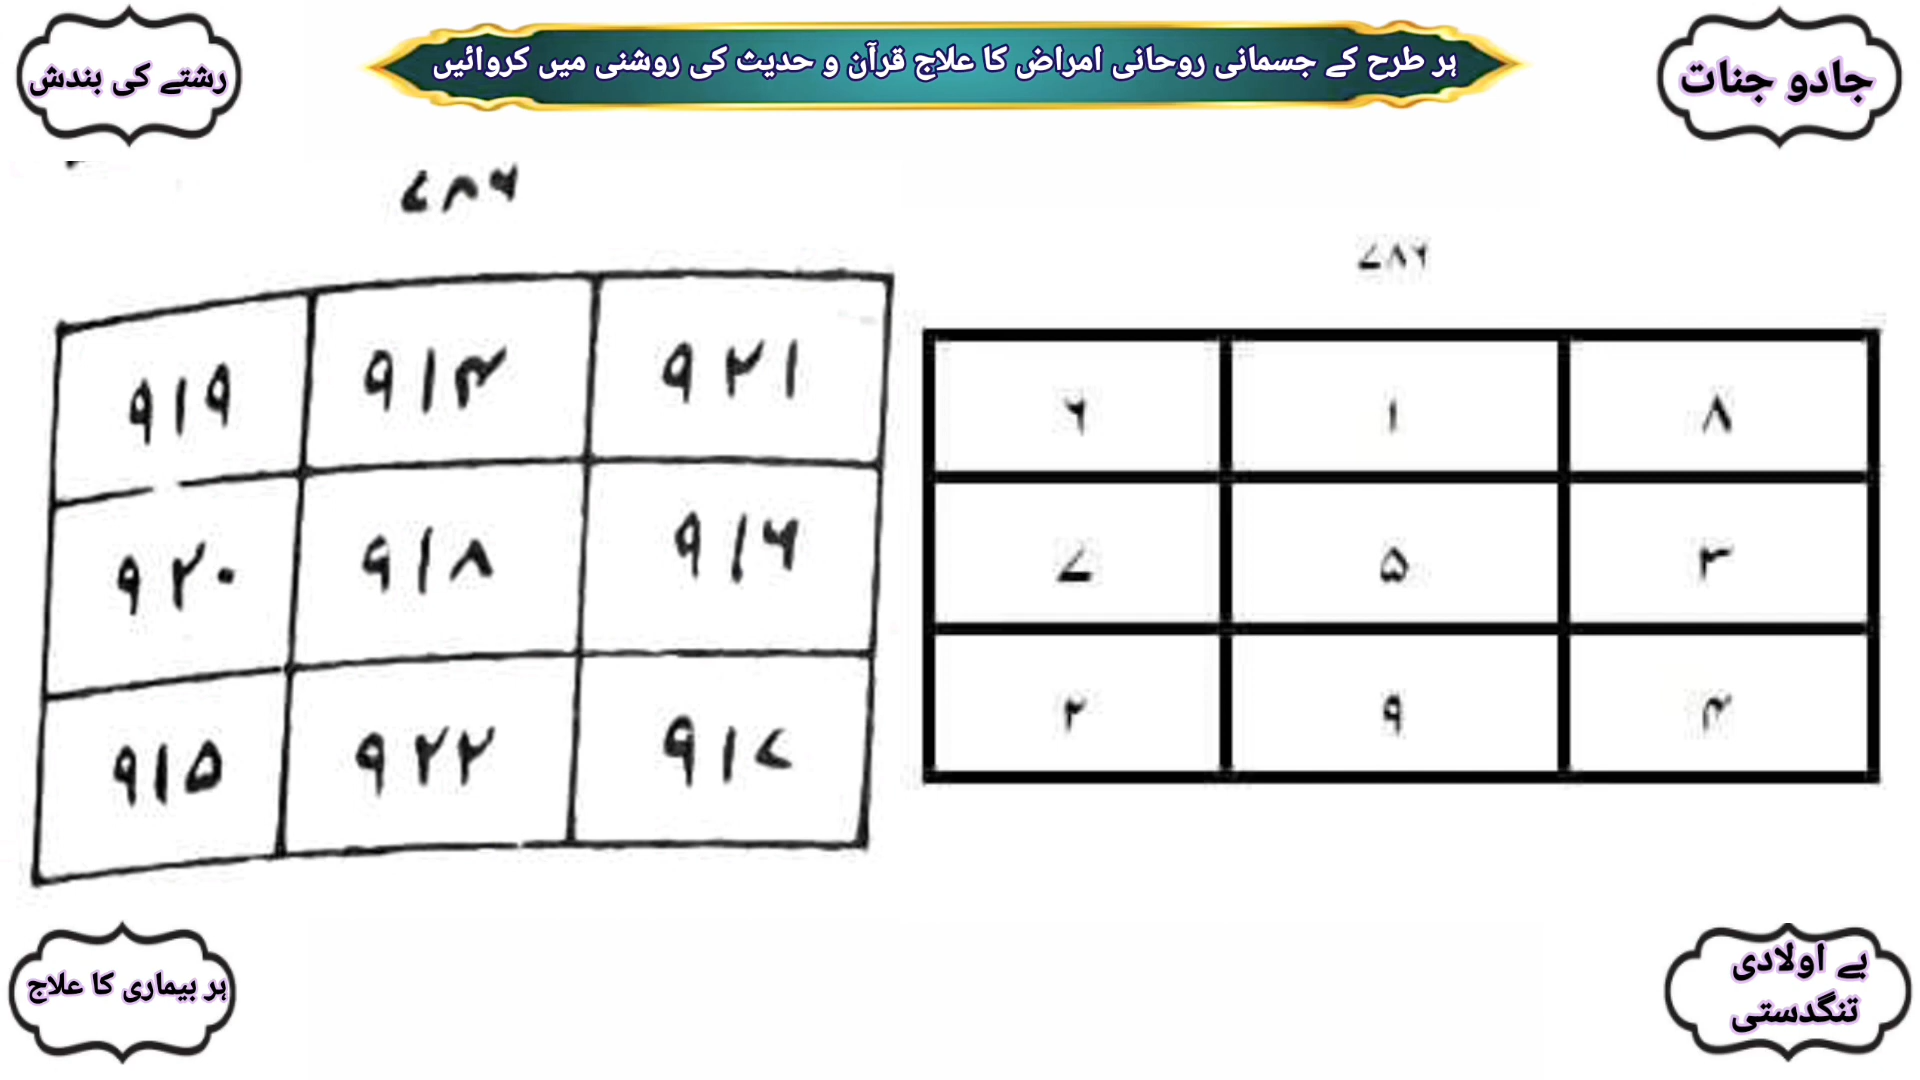 جادو جنات
ہر طرح کے جسمانی روحانی امراض کا علاج قرآن و حدیث کی روشنی میں کروائیں
رشتے کی بندش
۷۸۶
۹۱۹ ۹۱۴ ۹۲۱
۹۲۰ ۹۱۸ ۹۱۶
۹۱۵ ۹۲۲ ۹۱۷
۷۸۶
۶ ۱ ۸
۷ ۵ ۳
۲ ۹ ۴
بے اولادی
تنگدستی
ہر بیماری کا علاج